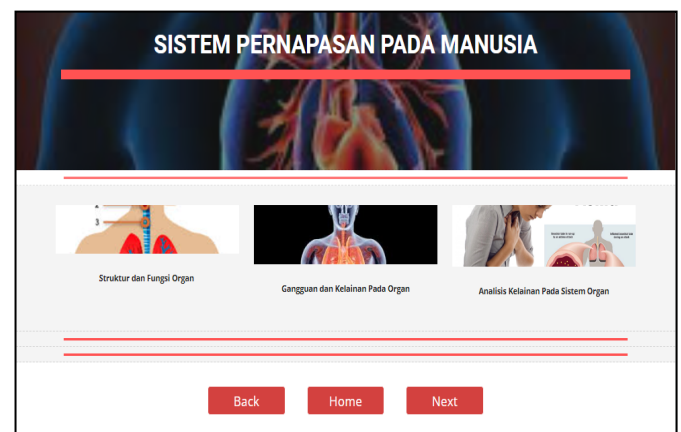 SISTEM PERNAPASAN PADA MANUSIA
3
Struktur dan Fungsi Organ
Gangguan dan Kelainan Pada Organ
Analisis Kelainan Pada Sistem Organ
Back
Home
Next